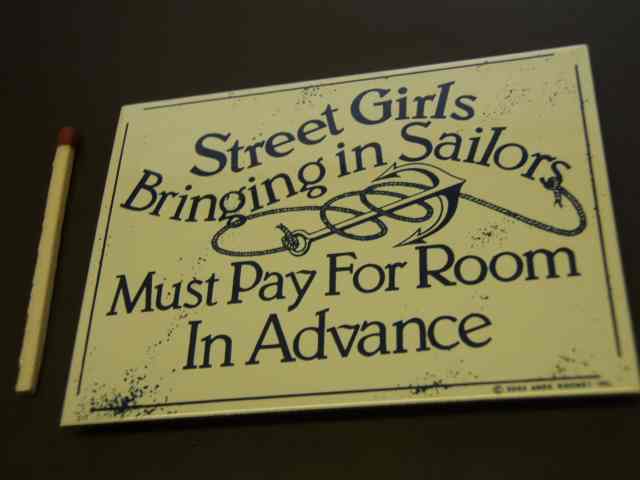 Street Girls
Bringing in Sailors
Must Pay For Room
In Advance
©